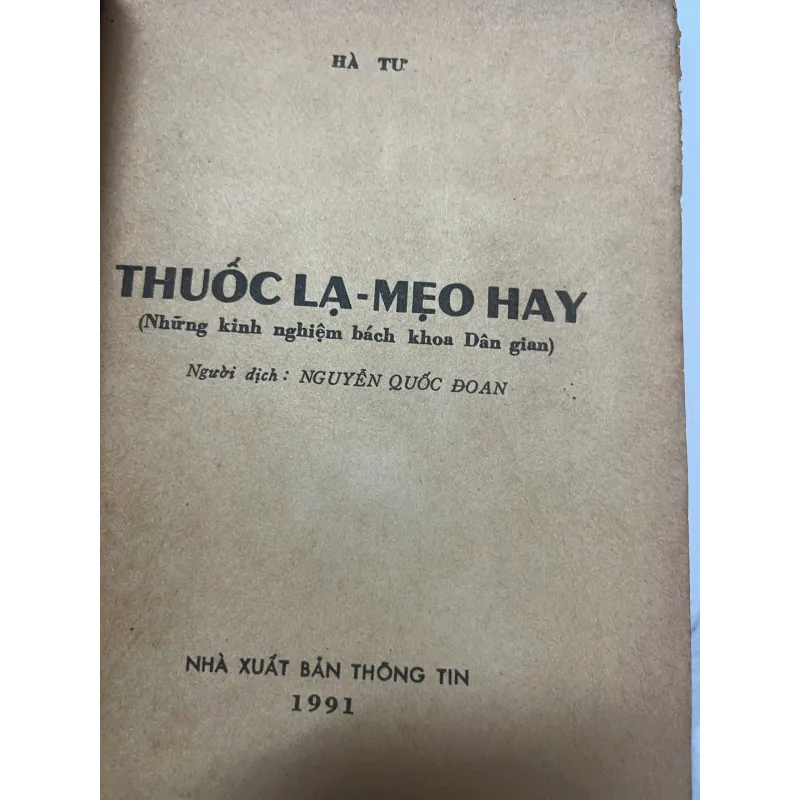 HÀ TƯ
THUỐC LẠ-MẸO HAY
(Những kinh nghiệm bách khoa Dân gian)
Người dịch: NGUYỄN QUỐC ĐOAN
NHÀ XUẤT BẢN THÔNG TIN
1991